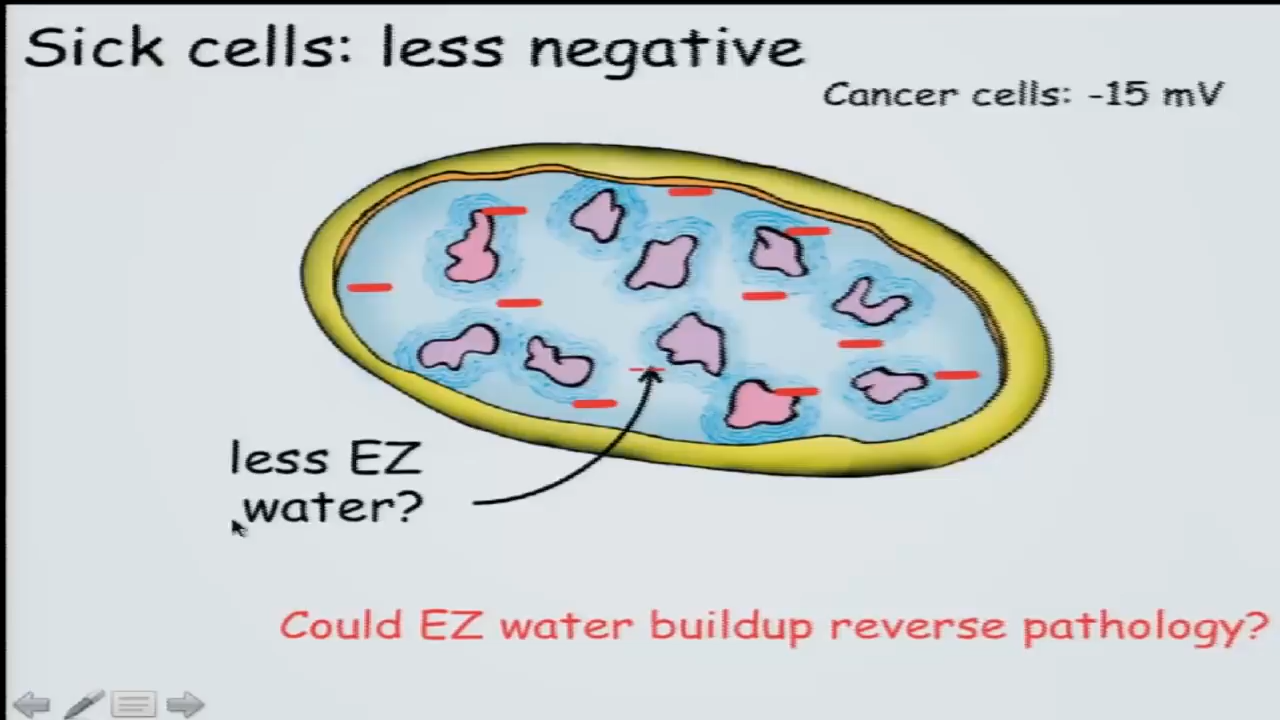 Sick cells: less negative
Cancer cells: -15 mV
less EZ
water?
Could EZ water buildup reverse pathology?